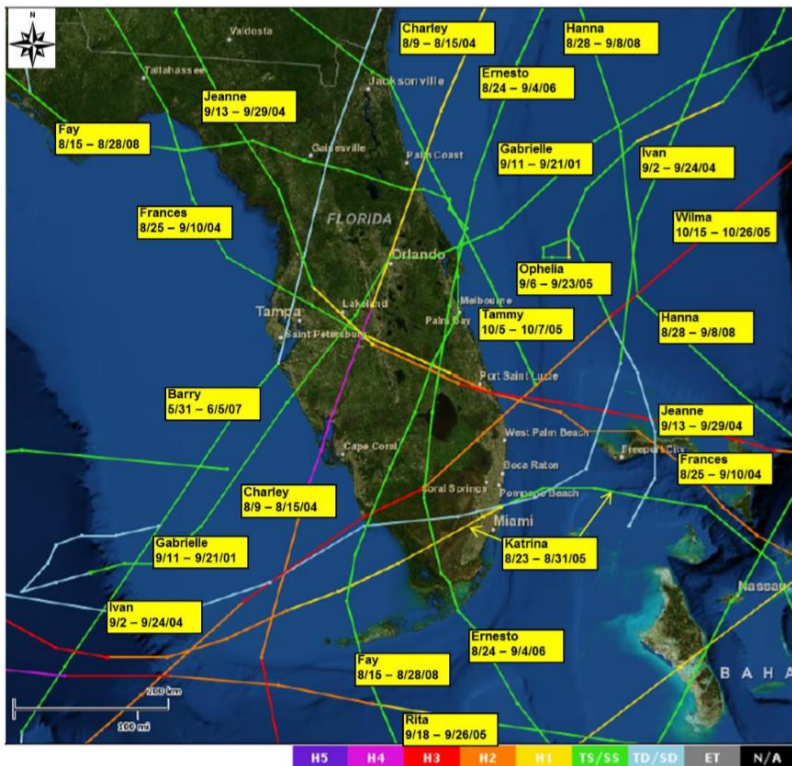 N
Valdosta
Tallahassee
Jacksonville
Charley
8/9 – 8/15/04
Hanna
8/28 – 9/8/08
Ernesto
8/24 – 9/4/06
Jeanne
9/13 – 9/29/04
Fay
8/15 – 8/28/08
Gainesville
Palm Coast
Gabrielle
9/11 – 9/21/01
Ivan
9/2 – 9/24/04
Frances
8/25 – 9/10/04
FLORIDA
Wilma
10/15 – 10/26/05
Orlando
Ophelia
9/6 – 9/23/05
Tampa
Lakeland
Saint Petersburg
Melbourne
Palm Bay
Tammy
10/5 – 10/7/05
Hanna
8/28 – 9/8/08
Port Saint Lucie
Barry
5/31 – 6/5/07
Jeanne
9/13 – 9/29/04
West Palm Beach
Freeport City
Cape Coral
Boca Raton
Frances
8/25 – 9/10/04
Coral Springs
Pompano Beach
Charley
8/9 – 8/15/04
Miami
Gabrielle
9/11 – 9/21/01
Katrina
8/23 – 8/31/05
Nassau
Ivan
9/2 – 9/24/04
Ernesto
8/24 – 9/4/06
Fay
8/15 – 8/28/08
BAHA
200 km
100 mi
Rita
9/18 – 9/26/05
H5 H4 H3 H2 H1 TS/SS TD/SD ET N/A